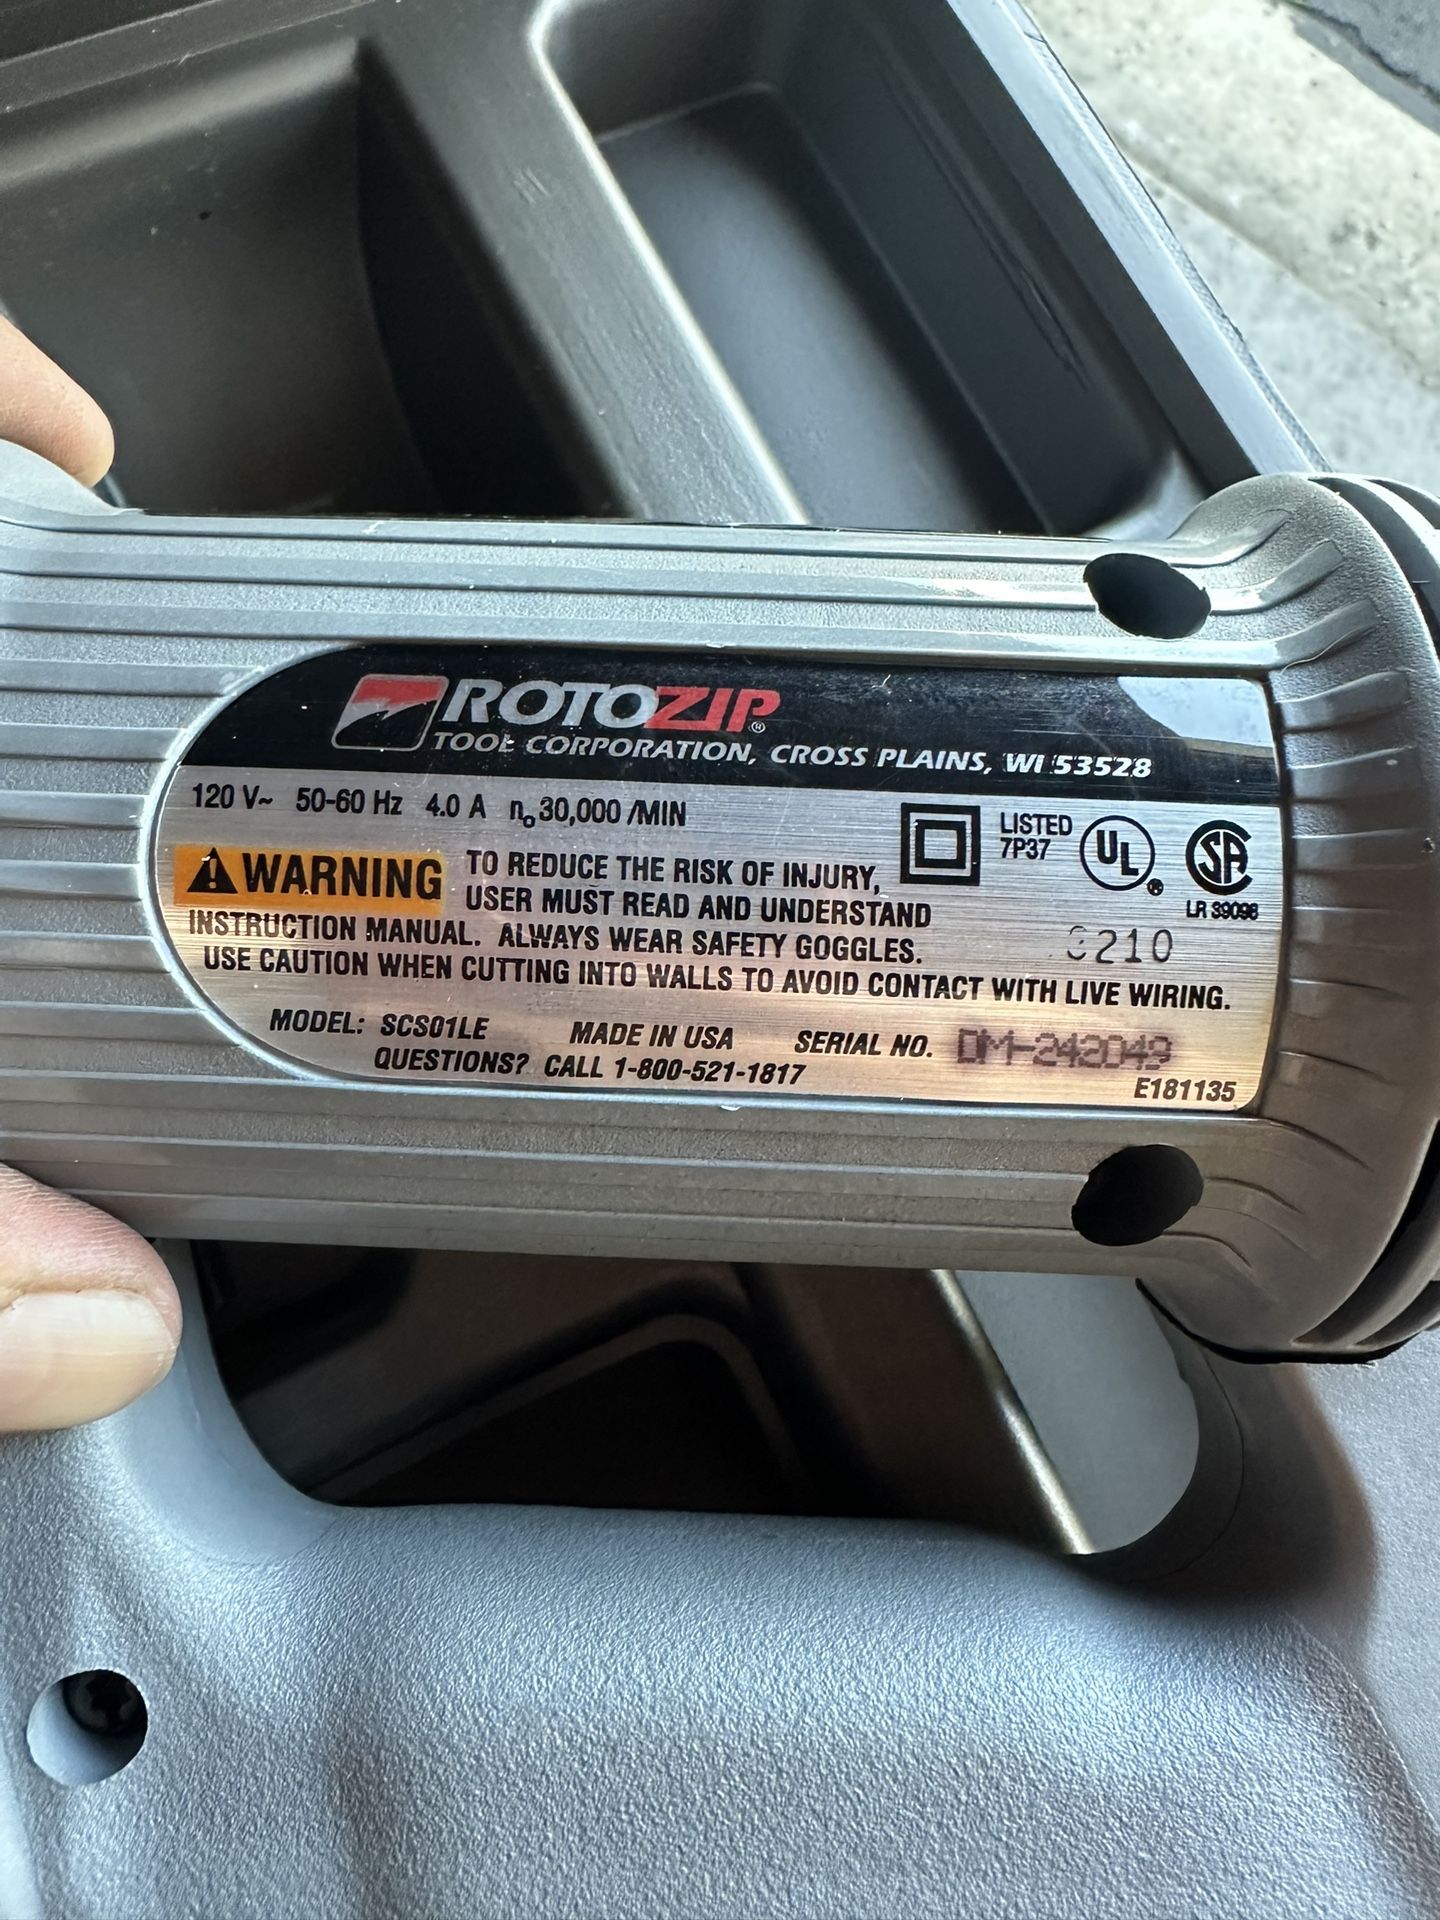 ROTOZIP®
TOOL CORPORATION, CROSS PLAINS, WI 53528
120 V~ 50-60 Hz 4.0 A no 30,000 /MIN
LISTED
7P37
UL®
SA
LR 39098
WARNING TO REDUCE THE RISK OF INJURY,
USER MUST READ AND UNDERSTAND
INSTRUCTION MANUAL. ALWAYS WEAR SAFETY GOGGLES.
USE CAUTION WHEN CUTTING INTO WALLS TO AVOID CONTACT WITH LIVE WIRING.
MODEL: SCS01LE MADE IN USA SERIAL NO. DM-242049
QUESTIONS? CALL 1-800-521-1817
E181135